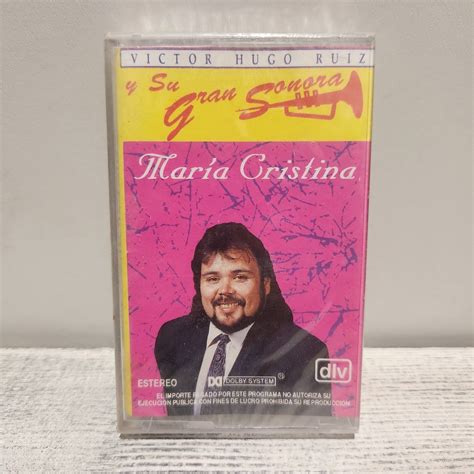 VICTOR HUGO RUIZ
y Su
Gran Sonora
María Cristina
ESTEREO DOLBY SYSTEM ® dlv
EL IMPORTE PAGADO POR ESTE PROGRAMA NO AUTORIZA SU
EJECUCION PUBLICA CON FINES DE LUCRO PROHIBIDA SU REPRODUCCION